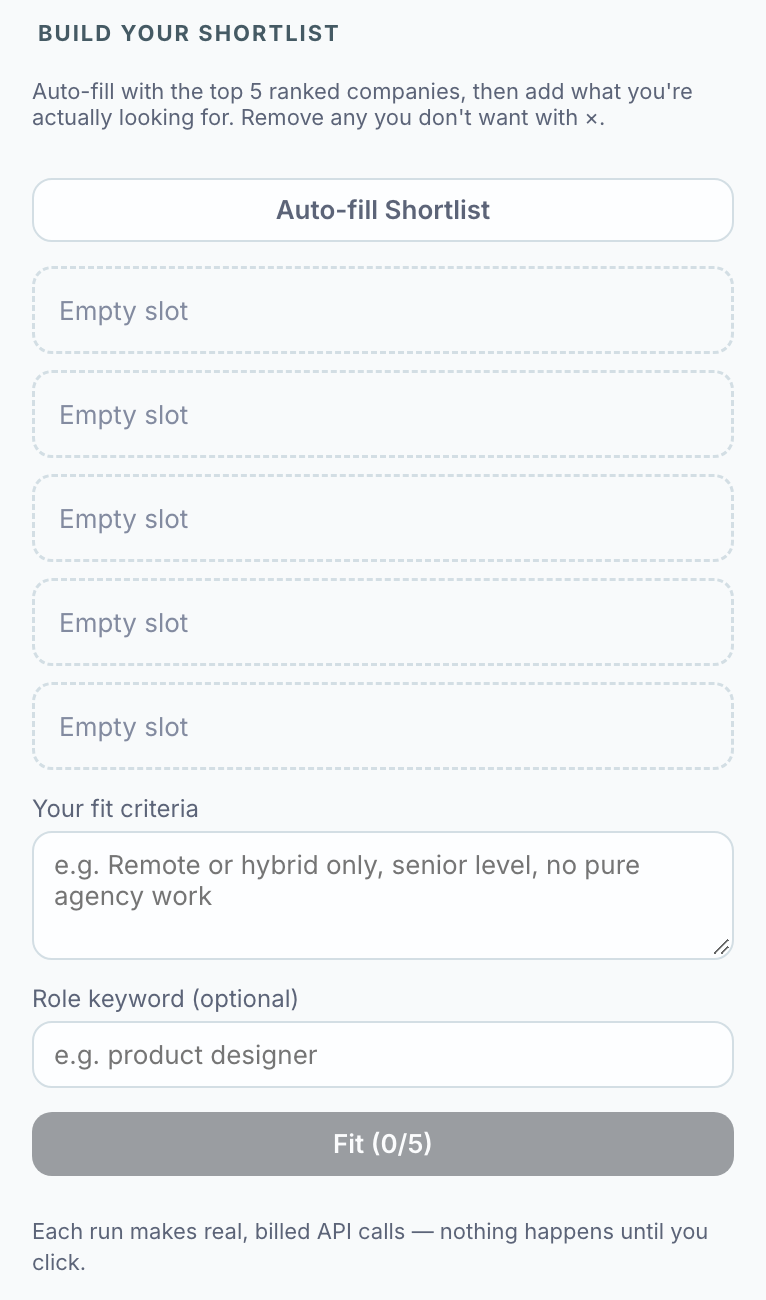 BUILD YOUR SHORTLIST
Auto-fill with the top 5 ranked companies, then add what you're
actually looking for. Remove any you don't want with ×.
Auto-fill Shortlist
Empty slot
Empty slot
Empty slot
Empty slot
Empty slot
Your fit criteria
e.g. Remote or hybrid only, senior level, no pure
agency work
Role keyword (optional)
e.g. product designer
Fit (0/5)
Each run makes real, billed API calls — nothing happens until you
click.